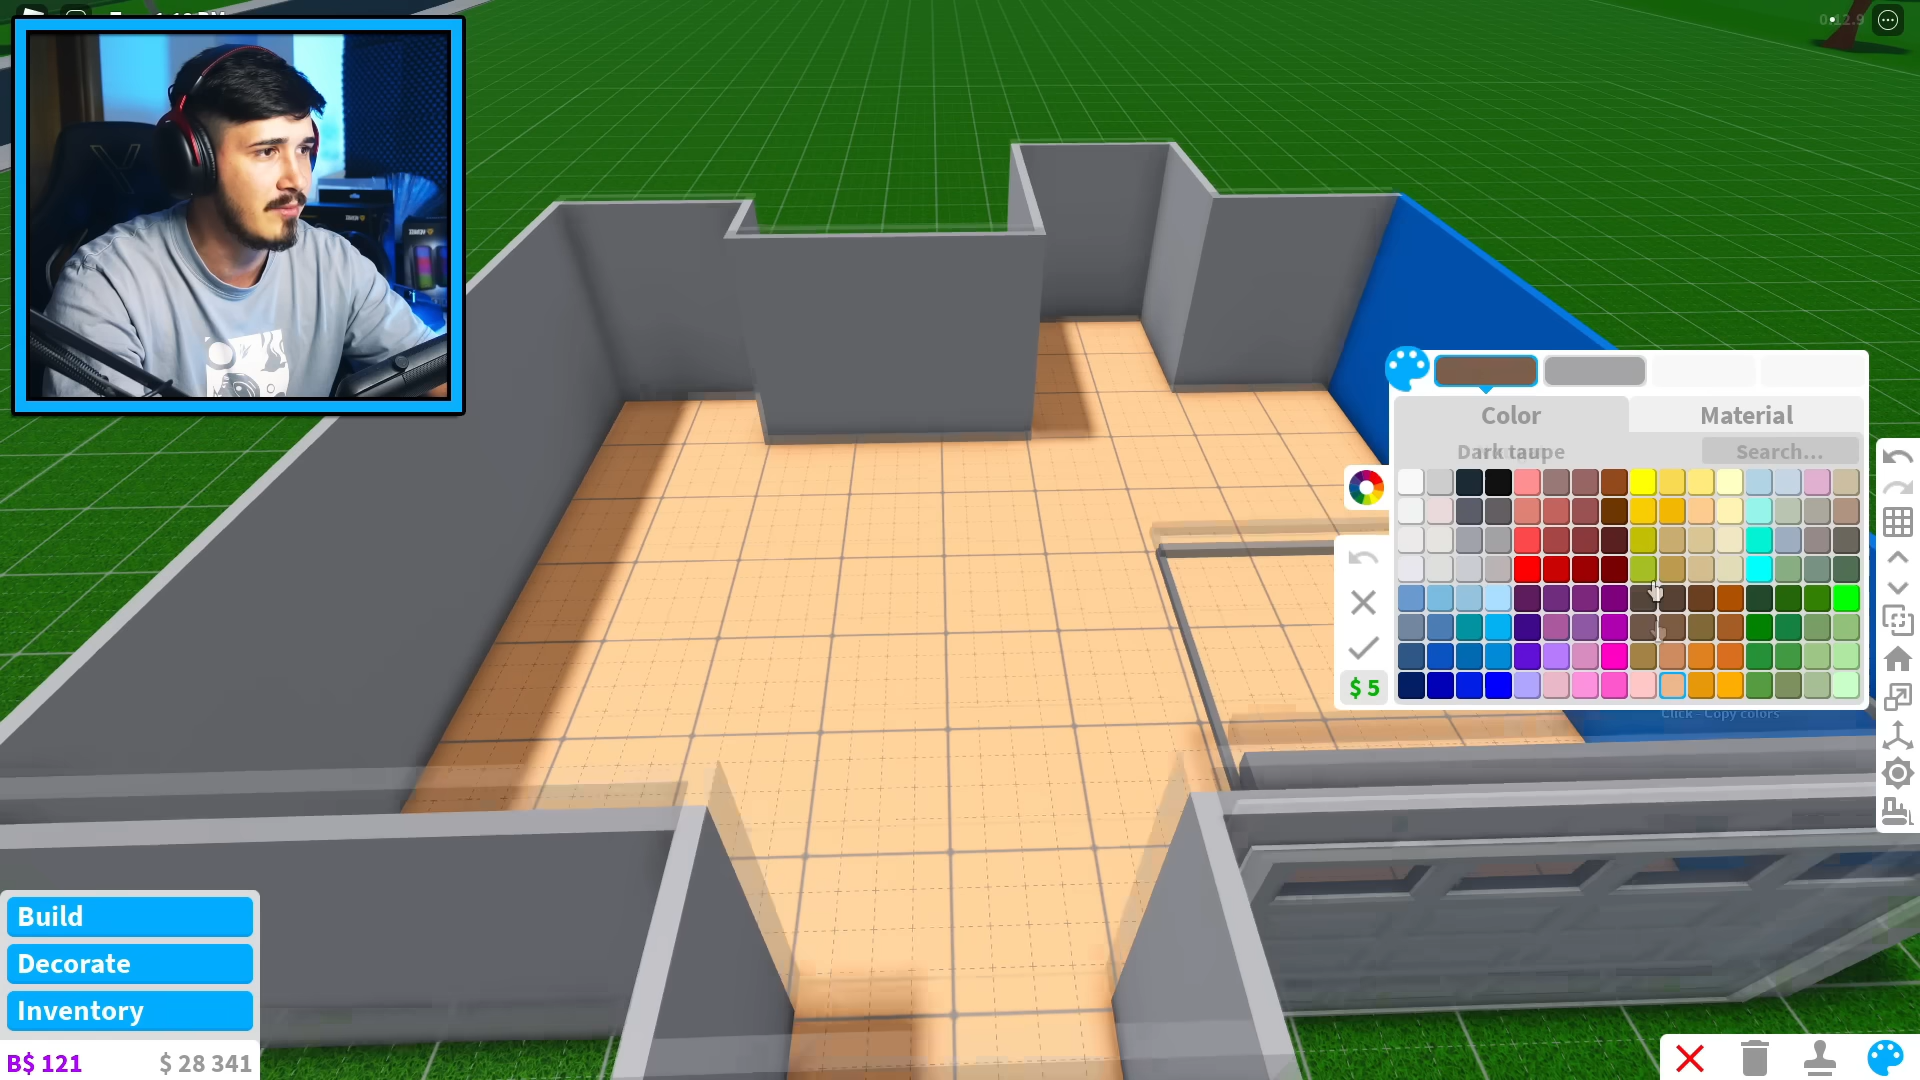 Color
Material
Dark taupe
Search...
$ 5
Click - Copy colors
Build
Decorate
Inventory
B$ 121
$ 28 341